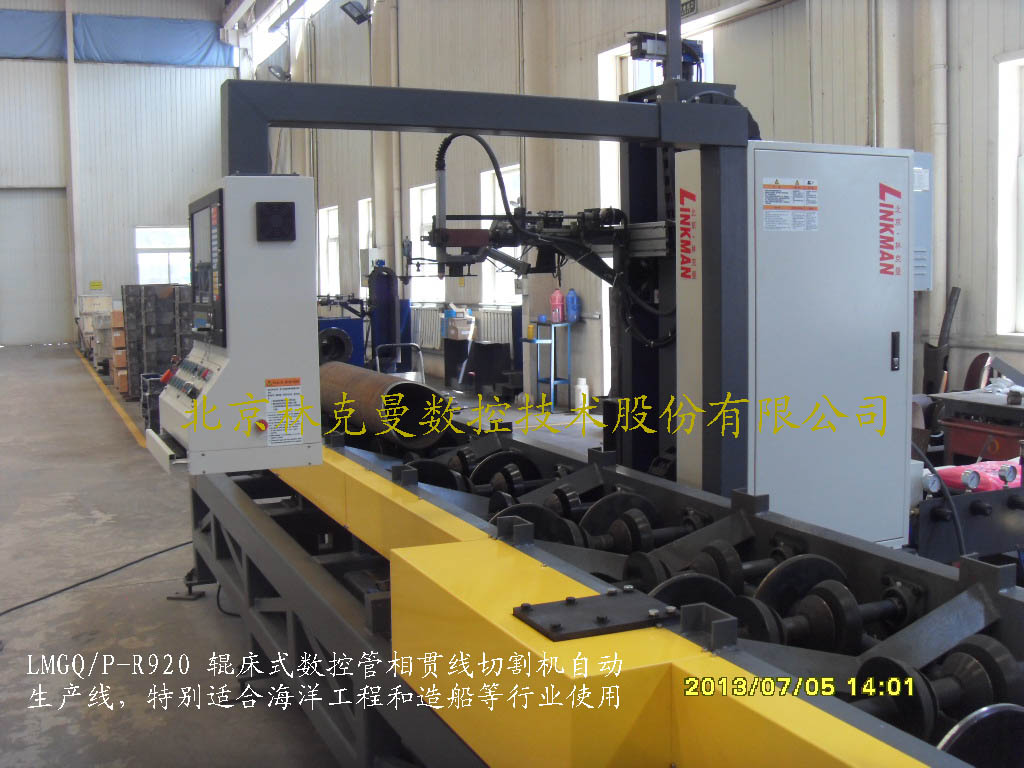 LINKMAN
LINKMAN
北京林克曼数控技术股份有限公司
LMGQ/P-R920 辊床式数控管相贯线切割机自动
生产线，特别适合海洋工程和造船等行业使用
2013/07/05 14:01